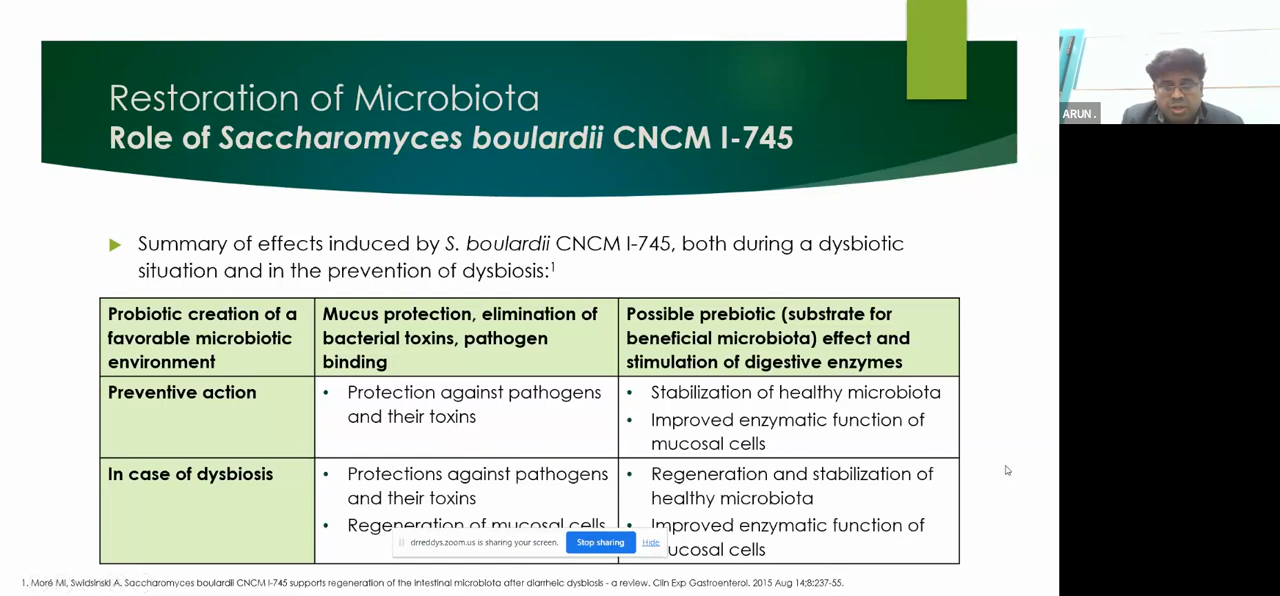 Restoration of Microbiota
Role of Saccharomyces boulardii CNCM I-745
ARUN .
Summary of effects induced by S. boulardii CNCM I-745, both during a dysbiotic
situation and in the prevention of dysbiosis:1
Probiotic creation of a
favorable microbiotic
environment
Mucus protection, elimination of
bacterial toxins, pathogen
binding
Possible prebiotic (substrate for
beneficial microbiota) effect and
stimulation of digestive enzymes
Preventive action
• Protection against pathogens
and their toxins
• Stabilization of healthy microbiota
• Improved enzymatic function of
mucosal cells
In case of dysbiosis
• Protections against pathogens
and their toxins
• Regeneration of mucosal cells
• Regeneration and stabilization of
healthy microbiota
• Improved enzymatic function of
mucosal cells
drreddys.zoom.us is sharing your screen.
Stop sharing
Hide
1. Moré MI, Swidsinski A. Saccharomyces boulardii CNCM I-745 supports regeneration of the intestinal microbiota after diarrheic dysbiosis - a review. Clin Exp Gastroenterol. 2015 Aug 14;8:237-55.